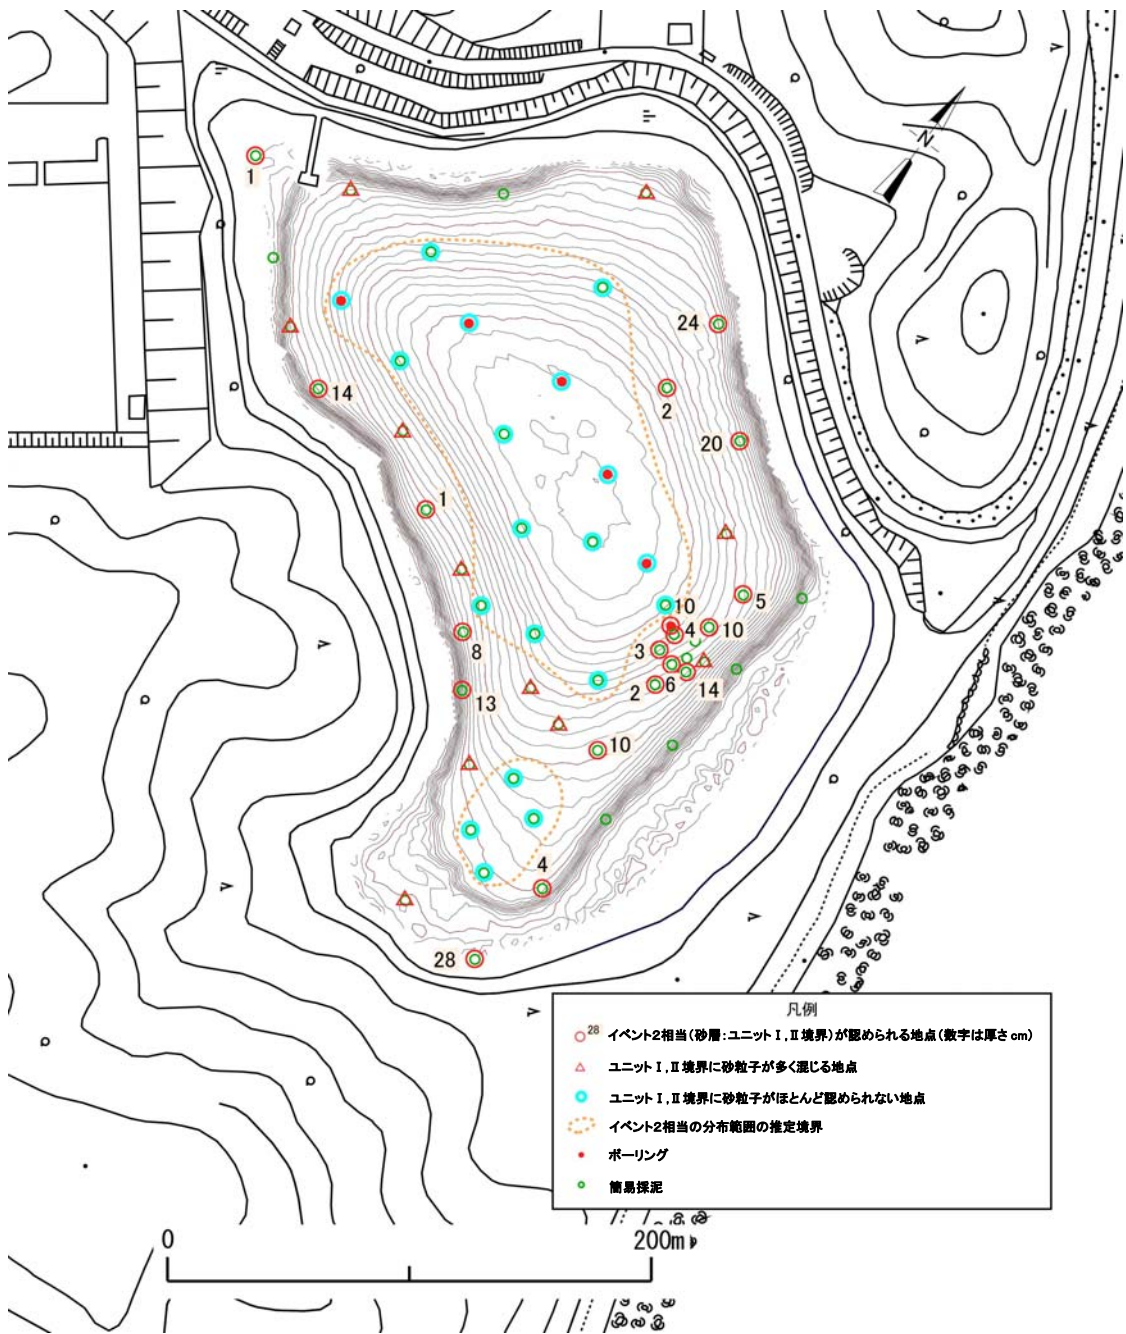 N
1
24
14
2
20
1
5
10
4
10
3
8
2
6
14
13
10
4
28
凡例
28 イベント2相当(砂層:ユニットⅠ,Ⅱ境界)が認められる地点(数字は厚さcm)
ユニットⅠ,Ⅱ境界に砂粒子が多く混じる地点
ユニットⅠ,Ⅱ境界に砂粒子がほとんど認められない地点
イベント2相当の分布範囲の推定境界
ボーリング
簡易採泥
0 200m